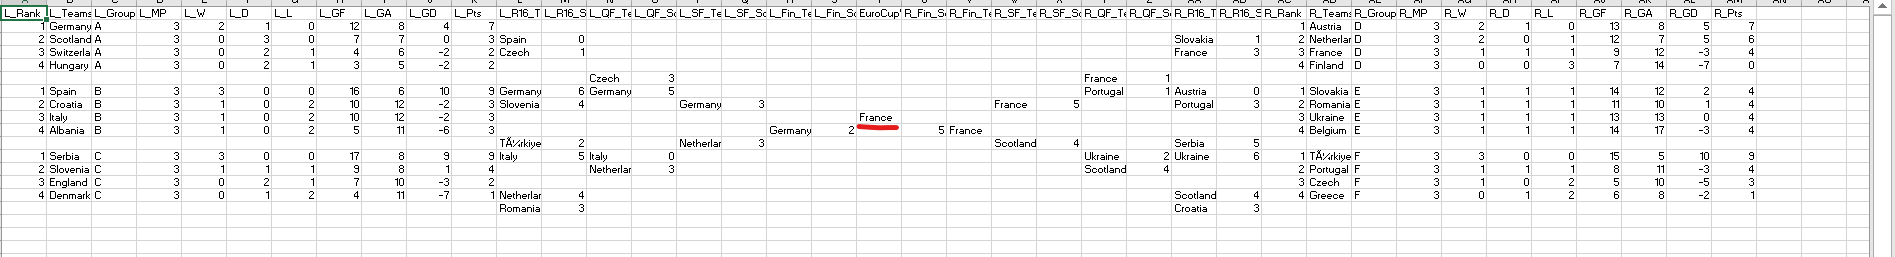 L_Rank L_Teams L_Group L_MP L_W L_D L_L L_GF L_GA L_GD L_Pts L_R16_T L_R16_S L_QF_Te L_QF_Sc L_SF_Te L_SF_Sc L_Fin_Te L_Fin_Sc EuroCup' R_Fin_Sc R_Fin_Te R_SF_Te R_SF_Sc R_QF_Te R_QF_Sc R_R16_T R_R16_S R_Rank R_Teams R_Group R_MP R_W R_D R_L R_GF R_GA R_GD R_Pts
1 Germany A 3 2 1 0 12 8 4 7 1 Austria D 3 2 1 0 13 8 5 7
2 Scotland A 3 0 3 0 7 7 0 3 Spain 0 Slovakia 1 2 Netherlar D 3 2 0 1 12 7 5 6
3 Switzerla A 3 0 2 1 4 6 -2 2 Czech 1 France 3 3 France D 3 1 1 1 9 12 -3 4
4 Hungary A 3 0 2 1 3 5 -2 2 4 Finland D 3 0 0 3 7 14 -7 0
Czech 3 France 1
1 Spain B 3 3 0 0 16 6 10 9 Germany 6 Germany 5 Portugal 1 Austria 0 1 Slovakia E 3 1 1 1 14 12 2 4
2 Croatia B 3 1 0 2 10 12 -2 3 Slovenia 4 Germany 3 France 5 Portugal 3 2 Romania E 3 1 1 1 11 10 1 4
3 Italy B 3 1 0 2 10 12 -2 3 France 3 Ukraine E 3 1 1 1 13 13 0 4
4 Albania B 3 1 0 2 5 11 -6 3 Germany 2 5 France 4 Belgium E 3 1 1 1 14 17 -3 4
TÃ¼rkiye 2 Netherlar 3 Scotland 4 Serbia 5
1 Serbia C 3 3 0 0 17 8 9 9 Italy 5 Italy 0 Ukraine 2 Ukraine 6 1 TÃ¼rkiye F 3 3 0 0 15 5 10 9
2 Slovenia C 3 1 1 1 9 8 1 4 Netherlar 3 Scotland 4 2 Portugal F 3 1 1 1 8 11 -3 4
3 England C 3 0 2 1 7 10 -3 2 3 Czech F 3 1 0 2 5 10 -5 3
4 Denmark C 3 0 1 2 4 11 -7 1 Netherlar 4 Scotland 4 4 Greece F 3 0 1 2 6 8 -2 1
Romania 3 Croatia 3